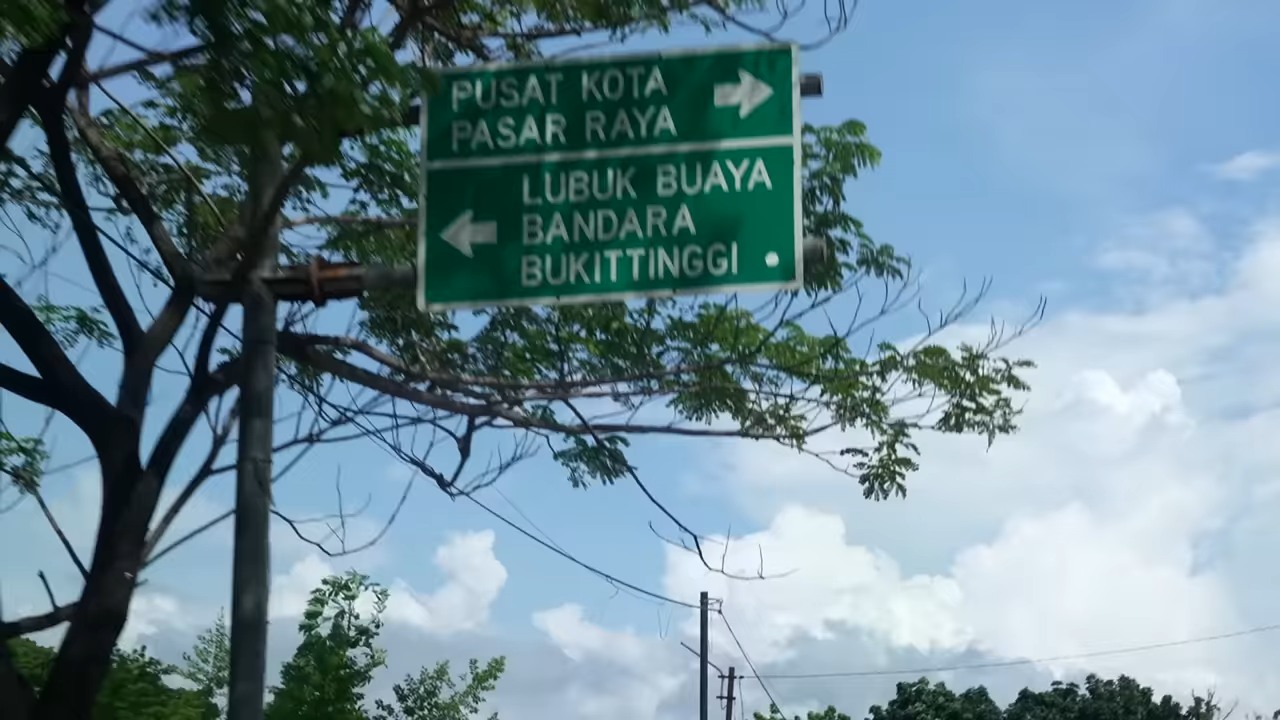 PUSAT KOTA
PASAR RAYA
LUBUK BUAYA
BANDARA
BUKITTINGGI